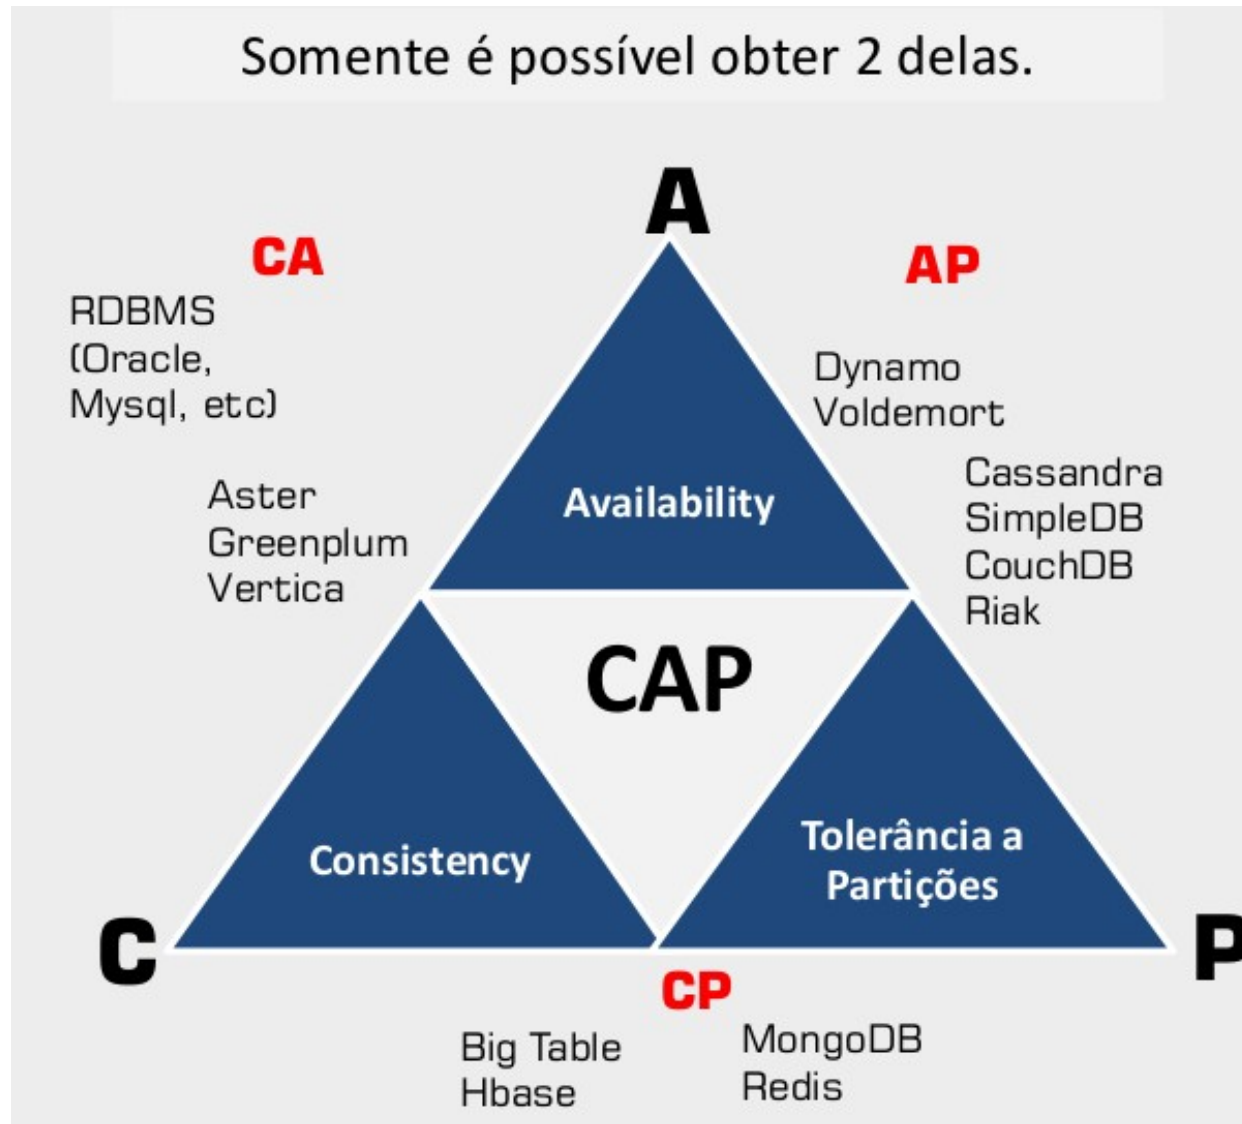 Somente é possível obter 2 delas.
A
CA
AP
RDBMS
(Oracle,
Mysql, etc)
Dynamo
Voldemort
Aster
Greenplum
Vertica
Cassandra
SimpleDB
CouchDB
Riak
Availability
CAP
Consistency
Tolerância a
Partições
C
P
CP
Big Table
Hbase
MongoDB
Redis